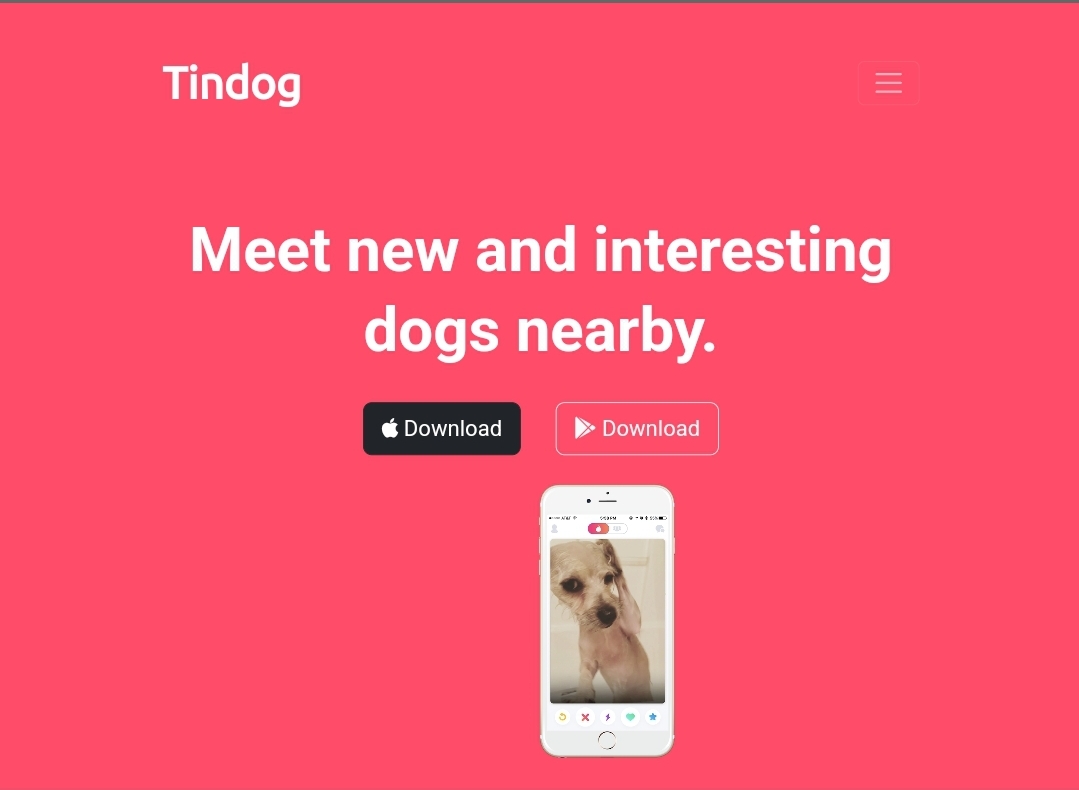 Tindog
Meet new and interesting
dogs nearby.
Download
Download